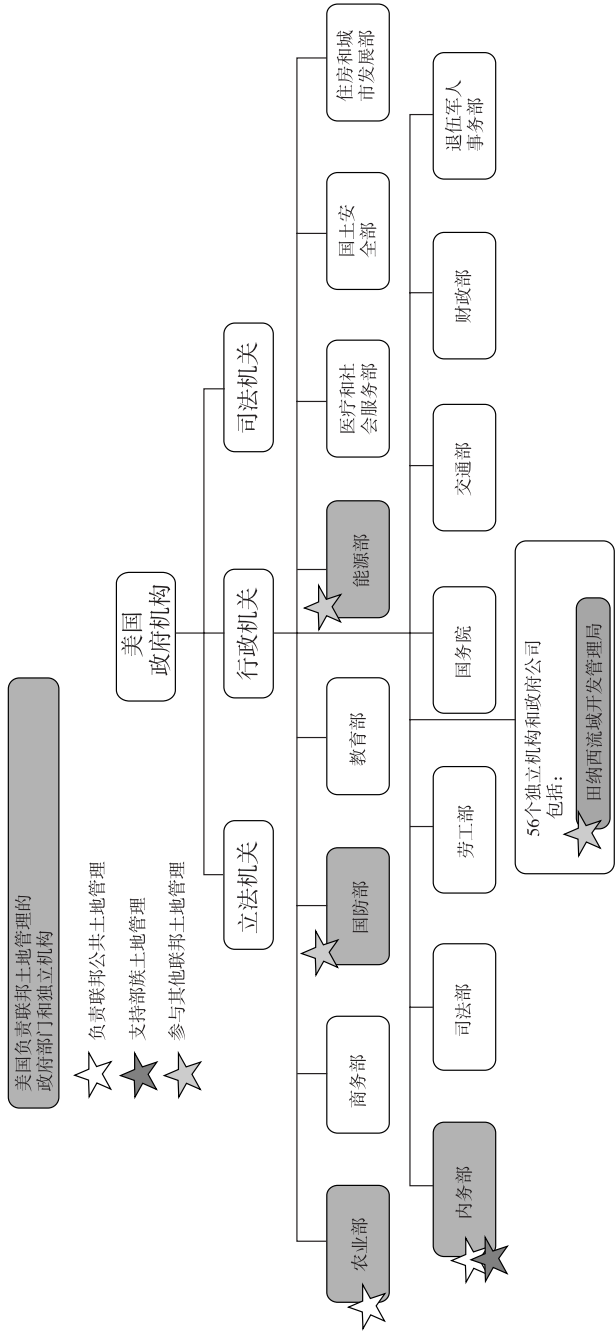 美国负责联邦土地管理的
政府部门和独立机构
负责联邦公共土地管理
支持部族土地管理
参与其他联邦土地管理
美国
政府机构
立法机关
行政机关
司法机关
农业部
商务部
国防部
教育部
能源部
医疗和社
会服务部
国土安
全部
住房和城
市发展部
内务部
司法部
劳工部
国务院
交通部
财政部
退伍军人
事务部
56个独立机构和政府公司
包括:
田纳西流域开发管理局